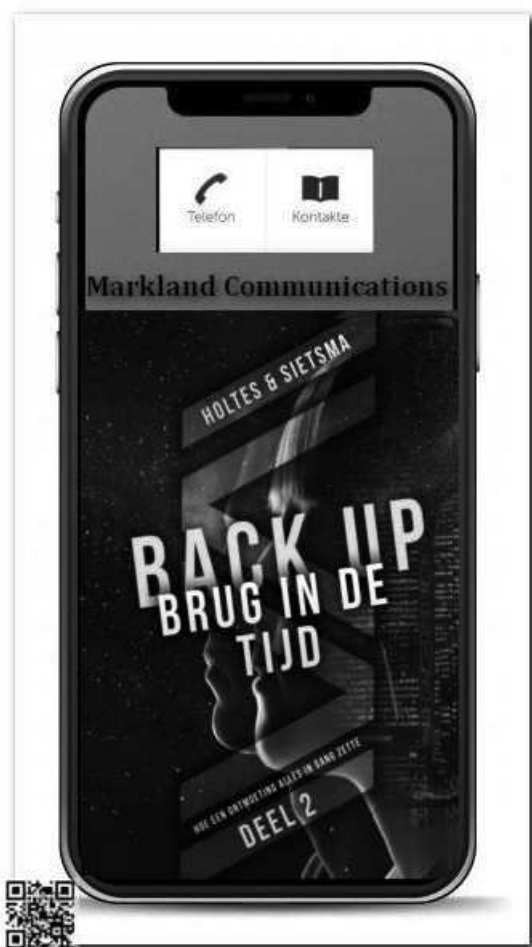 Telefon Kontakte
Markland Communications
HOLTES & SIETSMA
BACK UP
BRUG IN DE
TIJD
HOE EEN ONTMOETING ALLES IN GANG ZETTE
DEEL 2